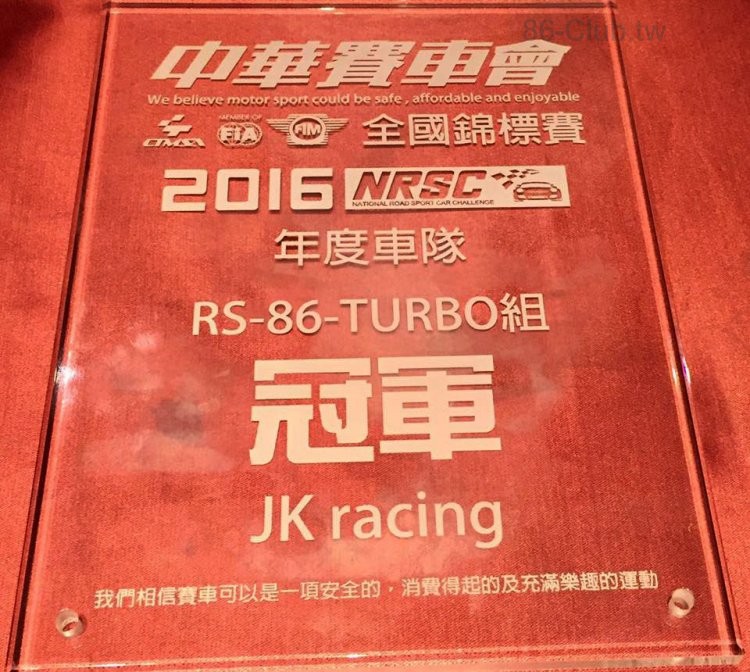 86-Club.tw
中華賽車會
We believe motor sport could be safe , affordable and enjoyable
CTMSA MEMBER OF FIA FIM 全國錦標賽
2016 NRSC
NATIONAL ROAD SPORT CAR CHALLENGE
年度車隊
RS-86-TURBO組
冠軍
JK racing
我們相信賽車可以是一項安全的，消費得起的及充滿樂趣的運動